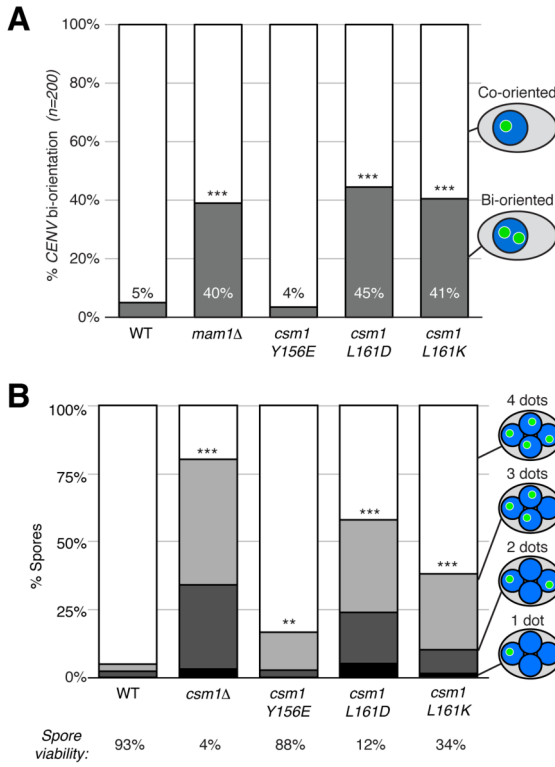 A
100%
80%
60%
40%
20%
0%
% CENV bi-orientation (n=200)
5%
***
40%
4%
***
45%
***
41%
WT
mam1Δ
csm1
Y156E
csm1
L161D
csm1
L161K
Co-oriented
Bi-oriented
B
100%
75%
50%
25%
0%
% Spores
***
**
***
***
WT
csm1Δ
csm1
Y156E
csm1
L161D
csm1
L161K
4 dots
3 dots
2 dots
1 dot
Spore
viability:
93%
4%
88%
12%
34%